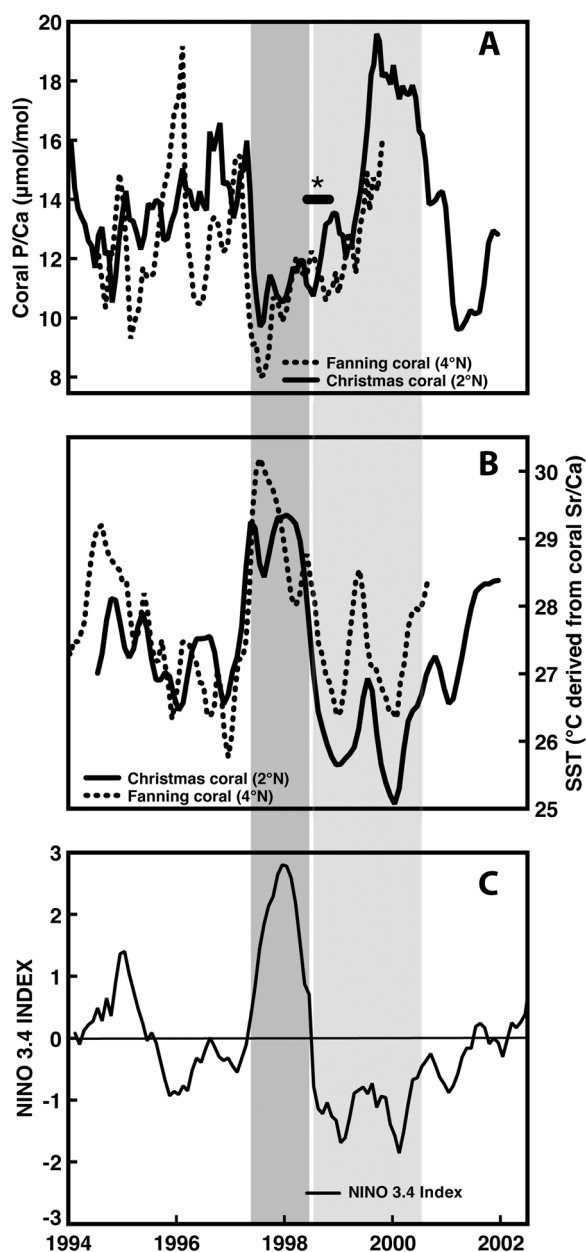 A
20
18
16
14
12
10
8
Coral P/Ca (μmol/mol)
*
Fanning coral (4°N)
Christmas coral (2°N)
B
30
29
28
27
26
25
SST (°C derived from coral Sr/Ca)
Christmas coral (2°N)
Fanning coral (4°N)
C
3
2
1
0
-1
-2
-3
NINO 3.4 INDEX
NINO 3.4 Index
1994 1996 1998 2000 2002